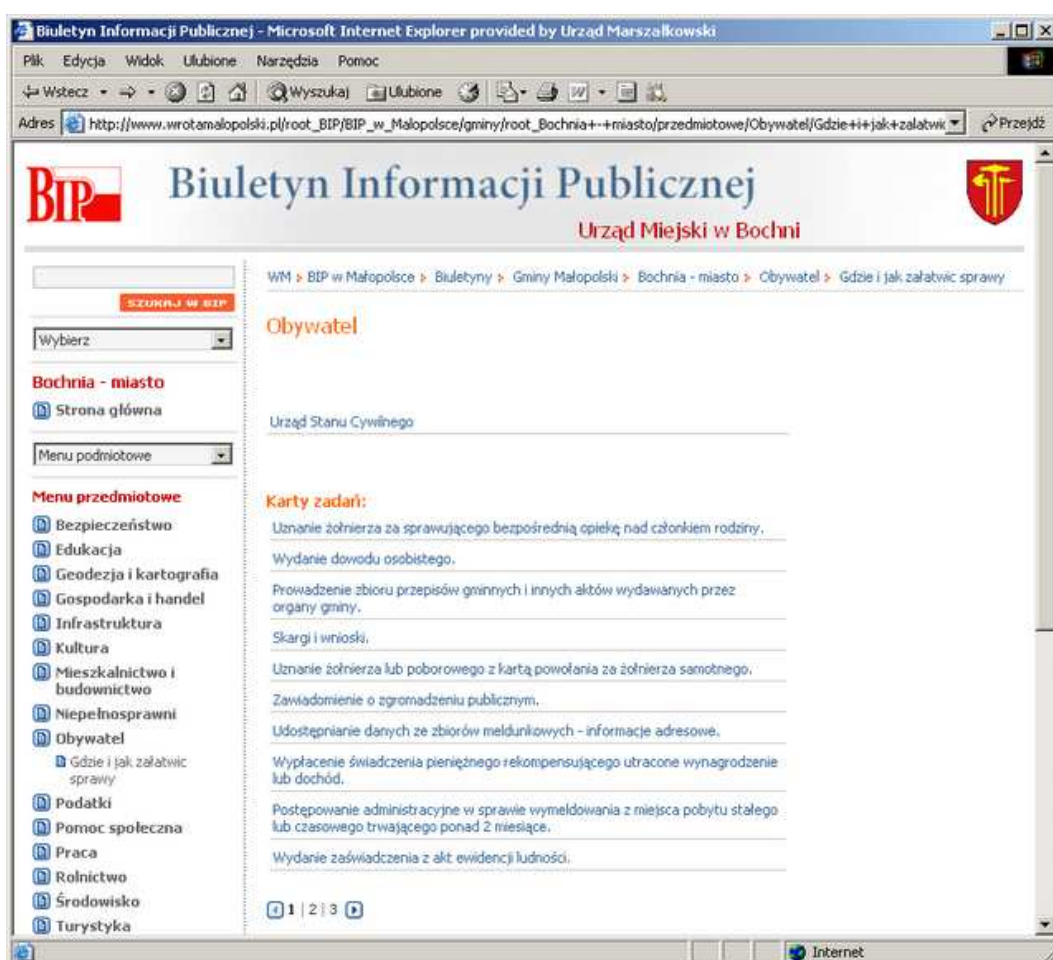 Biuletyn Informacji Publicznej - Microsoft Internet Explorer provided by Urząd Marszałkowski
Plik Edycja Widok Ulubione Narzędzia Pomoc
Wstecz Wyszukaj Ulubione
Adres http://www.wrotamalopolski.pl/root_BIP/BIP_w_Malopolsce/gminy/root_Bochnia+-+miasto/przedmiotowe/Obywatel/Gdzie+i+jak+zalatwic Przejdź
BIP
Biuletyn Informacji Publicznej
Urząd Miejski w Bochni
WM > BIP w Małopolsce > Biuletyny > Gminy Małopolski > Bochnia - miasto > Obywatel > Gdzie i jak załatwic sprawy
SZUKAJ W BIP
Wybierz
Bochnia - miasto
Strona główna
Menu podmiotowe
Menu przedmiotowe
Bezpieczeństwo
Edukacja
Geodezja i kartografia
Gospodarka i handel
Infrastruktura
Kultura
Mieszkalnictwo i
budownictwo
Niepełnosprawni
Obywatel
Gdzie i jak załatwic
sprawy
Podatki
Pomoc społeczna
Praca
Rolnictwo
Środowisko
Turystyka
Obywatel
Urząd Stanu Cywilnego
Karty zadań:
Uznanie żołnierza za sprawującego bezpośrednią opiekę nad członkiem rodziny.
Wydanie dowodu osobistego.
Prowadzenie zbioru przepisów gminnych i innych aktów wydawanych przez
organy gminy.
Skargi i wnioski.
Uznanie żołnierza lub poborowego z kartą powołania za żołnierza samotnego.
Zawiadomienie o zgromadzeniu publicznym.
Udostępnianie danych ze zbiorów meldunkowych - informacje adresowe.
Wypłacenie świadczenia pieniężnego rekompensującego utracone wynagrodzenie
lub dochód.
Postępowanie administracyjne w sprawie wymeldowania z miejsca pobytu stałego
lub czasowego trwającego ponad 2 miesiące.
Wydanie zaświadczenia z akt ewidencji ludności.
1 | 2 | 3
Internet